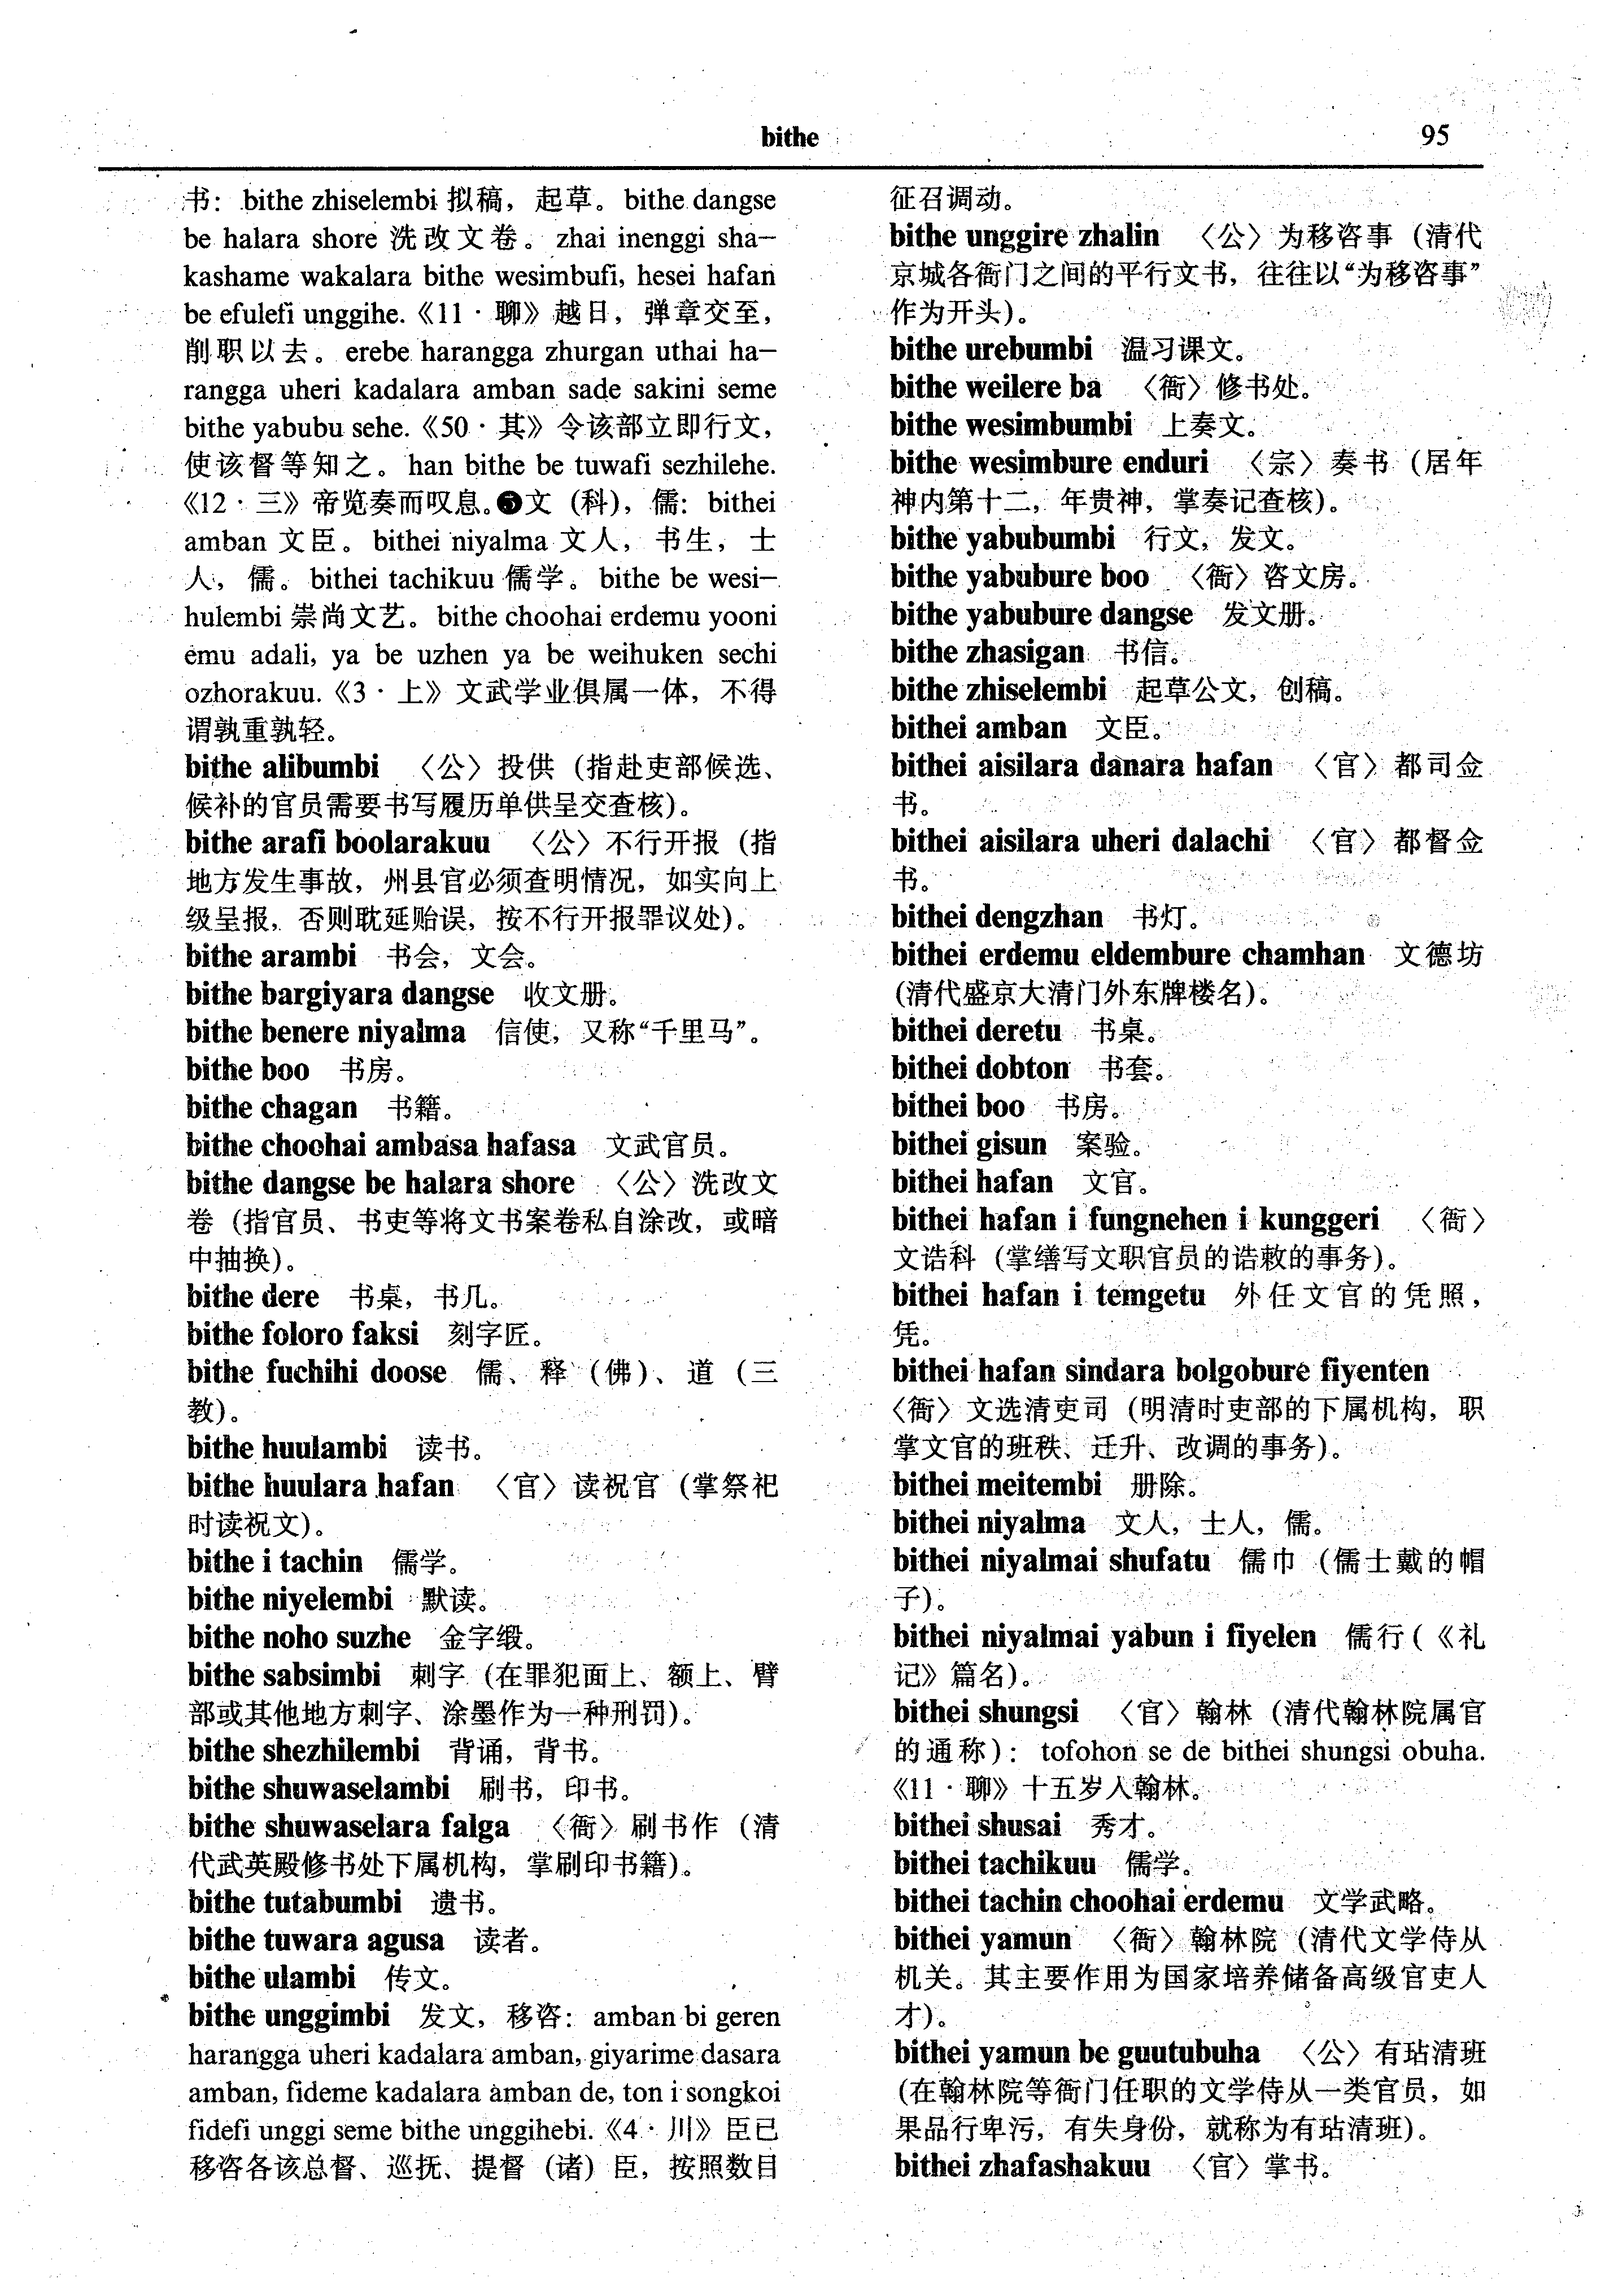 bithe
95
书：bithe zhiselembi 拟稿，起草。bithe dangse
be halara shore 洗改文卷。zhai inenggi sha-
kashame wakalara bithe wesimbufi, hesei hafan
be efulefi unggihe.《11·聊》越日，弹章交至，
削职以去。erebe harangga zhurgan uthai ha-
rangga uheri kadalara amban sade sakini seme
bithe yabubu sehe.《50·其》令该部立即行文，
使该督等知之。han bithe be tuwafi sezhilehe.
《12·三》帝览奏而叹息。❺文（科），儒：bithei
amban 文臣。bithei niyalma 文人，书生，士
人，儒。bithei tachikuu 儒学。bithe be wesi-
hulembi 崇尚文艺。bithe choohai erdemu yooni
emu adali, ya be uzhen ya be weihuken sechi
ozhorakuu.《3·上》文武学业俱属一体，不得
谓孰重孰轻。
bithe alibumbi 〈公〉投供（指赴吏部候选、
候补的官员需要书写履历单供呈交查核）。
bithe arafi boolarakuu 〈公〉不行开报（指
地方发生事故，州县官必须查明情况，如实向上
级呈报，否则耽延贻误，按不行开报罪议处）。
bithe arambi 书会，文会。
bithe bargiyara dangse 收文册。
bithe benere niyalma 信使，又称“千里马”。
bithe boo 书房。
bithe chagan 书籍。
bithe choohai ambasa hafasa 文武官员。
bithe dangse be halara shore 〈公〉洗改文
卷（指官员、书吏等将文书案卷私自涂改，或暗
中抽换）。
bithe dere 书桌，书几。
bithe foloro faksi 刻字匠。
bithe fuchihi doose 儒、释（佛）、道（三
教）。
bithe huulambi 读书。
bithe huulara hafan 〈官〉读祝官（掌祭祀
时读祝文）。
bithe i tachin 儒学。
bithe niyelembi 默读。
bithe noho suzhe 金字缎。
bithe sabsimbi 刺字（在罪犯面上、额上、臂
部或其他地方刺字、涂墨作为一种刑罚）。
bithe shezhilembi 背诵，背书。
bithe shuwaselambi 刷书，印书。
bithe shuwaselara falga 〈衙〉刷书作（清
代武英殿修书处下属机构，掌刷印书籍）。
bithe tutabumbi 遗书。
bithe tuwara agusa 读者。
bithe ulambi 传文。
bithe unggimbi 发文，移咨：amban bi geren
harangga uheri kadalara amban, giyarime dasara
amban, fideme kadalara amban de, ton i songkoi
fidefi unggi seme bithe unggihebi.《4·川》臣已
移咨各该总督、巡抚、提督（诸）臣，按照数目
征召调动。
bithe unggire zhalin 〈公〉为移咨事（清代
京城各衙门之间的平行文书，往往以“为移咨事”
作为开头）。
bithe urebumbi 温习课文。
bithe weilere ba 〈衙〉修书处。
bithe wesimbumbi 上奏文。
bithe wesimbure enduri 〈宗〉奏书（居年
神内第十二，年贵神，掌奏记查核）。
bithe yabubumbi 行文，发文。
bithe yabubure boo 〈衙〉咨文房。
bithe yabubure dangse 发文册。
bithe zhasigan 书信。
bithe zhiselembi 起草公文，创稿。
bithei amban 文臣。
bithei aisilara danara hafan 〈官〉都司佥
书。
bithei aisilara uheri dalachi 〈官〉都督佥
书。
bithei dengzhan 书灯。
bithei erdemu eldembure chamhan 文德坊
（清代盛京大清门外东牌楼名）。
bithei deretu 书桌。
bithei dobton 书套。
bithei boo 书房。
bithei gisun 案验。
bithei hafan 文官。
bithei hafan i fungnehen i kunggeri 〈衙〉
文诰科（掌缮写文职官员的诰敕的事务）。
bithei hafan i temgetu 外任文官的凭照，
凭。
bithei hafan sindara bolgobure fiyenten
〈衙〉文选清吏司（明清时吏部的下属机构，职
掌文官的班秩、迁升、改调的事务）。
bithei meitembi 册除。
bithei niyalma 文人，士人，儒。
bithei niyalmai shufatu 儒巾（儒士戴的帽
子）。
bithei niyalmai yabun i fiyelen 儒行（《礼
记》篇名）。
bithei shungsi 〈官〉翰林（清代翰林院属官
的通称）：tofohon se de bithei shungsi obuha.
《11·聊》十五岁入翰林。
bithei shusai 秀才。
bithei tachikuu 儒学。
bithei tachin choohai erdemu 文学武略。
bithei yamun 〈衙〉翰林院（清代文学侍从
机关。其主要作用为国家培养储备高级官吏人
才）。
bithei yamun be guutubuha 〈公〉有玷清班
（在翰林院等衙门任职的文学侍从一类官员，如
果品行卑污，有失身份，就称为有玷清班）。
bithei zhafashakuu 〈官〉掌书。